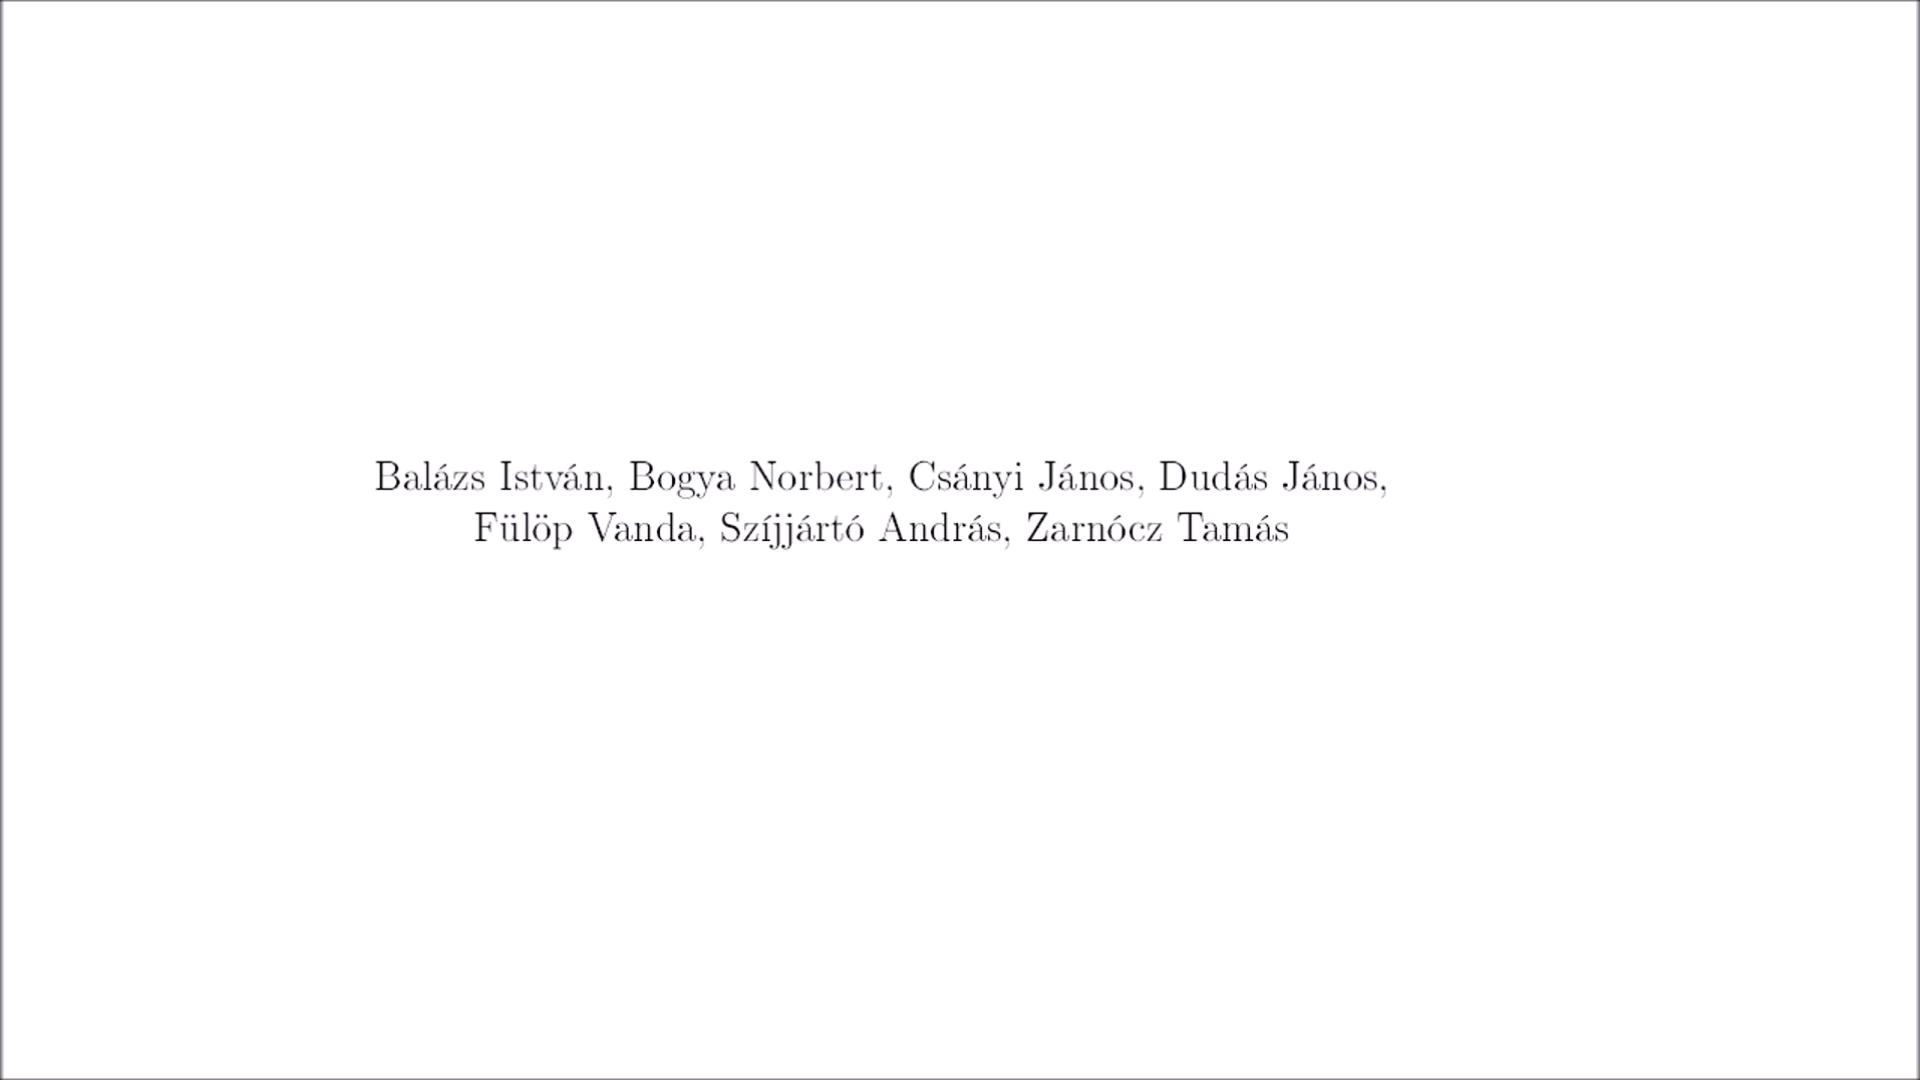 Balázs István, Bogya Norbert, Csányi János, Dudás János,
Fülöp Vanda, Szíjjártó András, Zarnócz Tamás